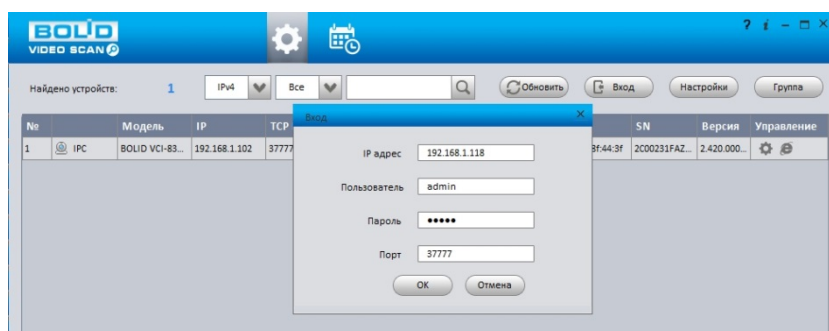 BOLID
VIDEO SCAN
? i
Найдено устройств: 1 IPv4 Все Обновить Вход Настройки Группа
№ Модель IP TCP SN Версия Управление
1 IPC BOLID VCI-83... 192.168.1.102 37777 3f:44:3f 2C00231FAZ... 2.420.000...
Вход
IP адрес 192.168.1.118
Пользователь admin
Пароль •••••
Порт 37777
ОК Отмена